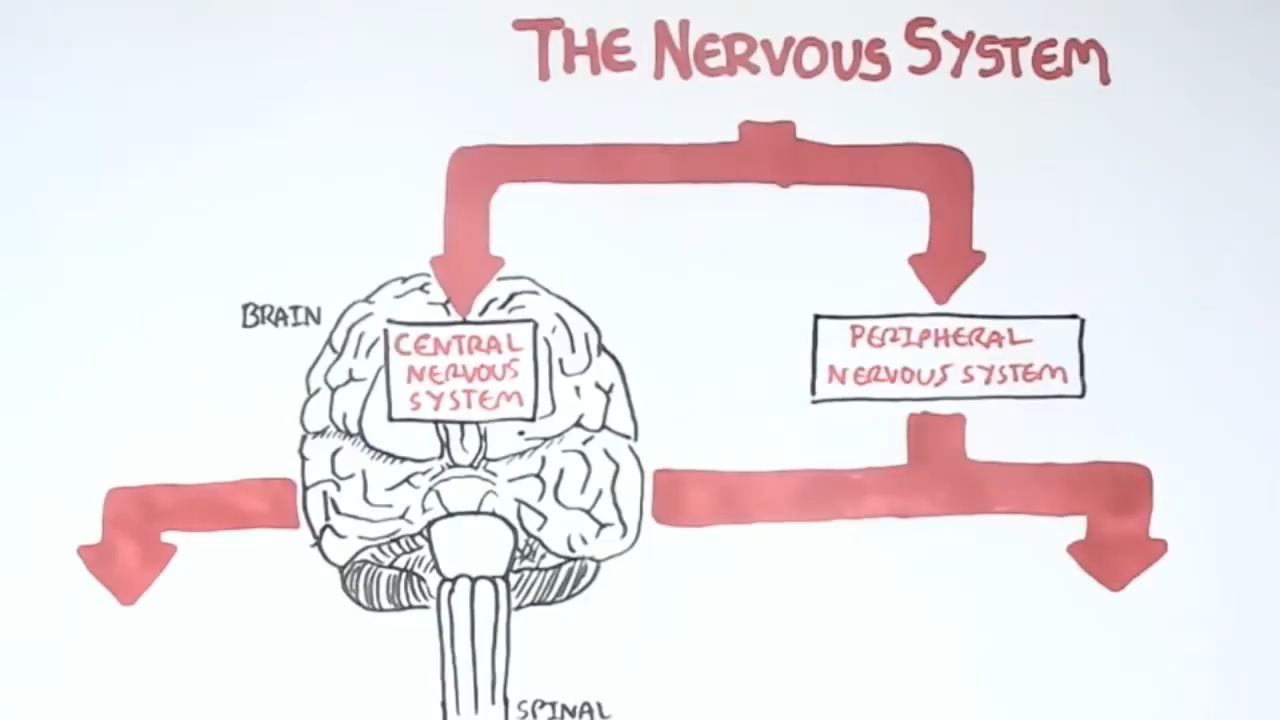 THE NERVOUS SYSTEM
BRAIN
CENTRAL
NERVOUS
SYSTEM
PERIPHERAL
NERVOUS SYSTEM
SPINAL